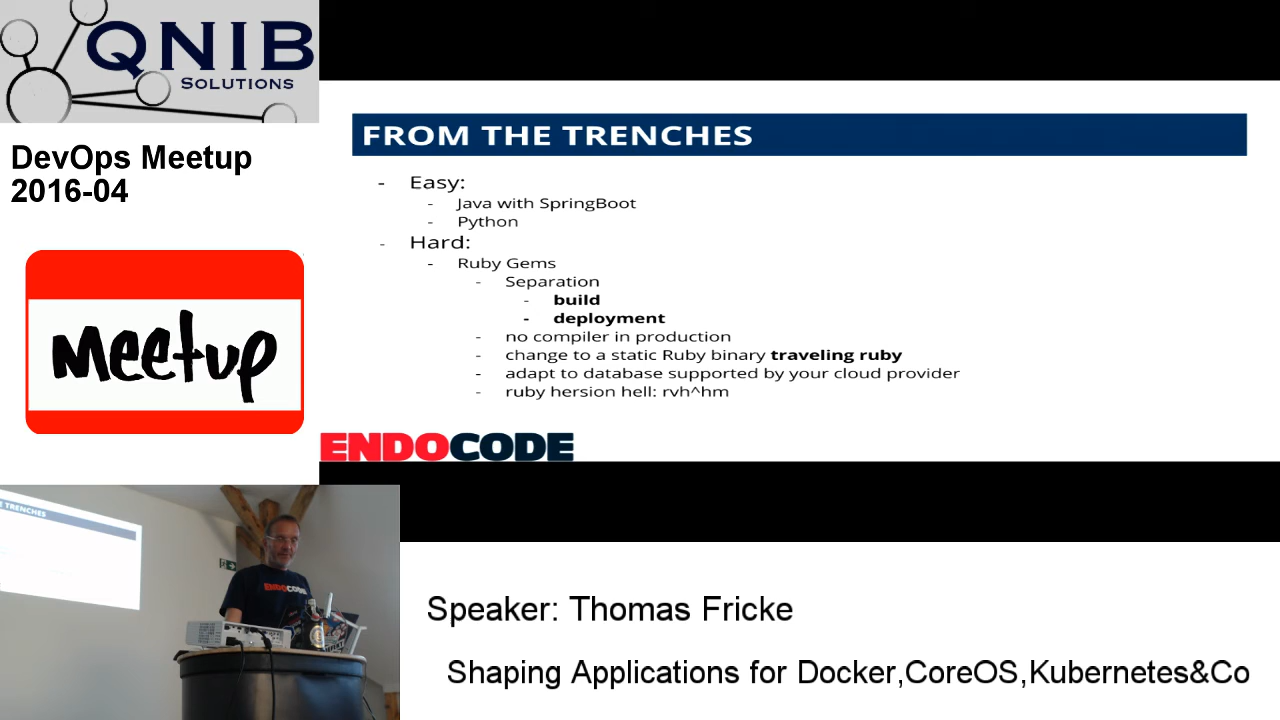 QNIB
SOLUTIONS
DevOps Meetup
2016-04
Meetup
FROM THE TRENCHES
- Easy:
- Java with SpringBoot
- Python
- Hard:
- Ruby Gems
- Separation
- build
- deployment
- no compiler in production
- change to a static Ruby binary traveling ruby
- adapt to database supported by your cloud provider
- ruby hersion hell: rvh^hm
ENDOCODE
E TRENCHES
ENDOCODE
Speaker: Thomas Fricke
Shaping Applications for Docker,CoreOS,Kubernetes&Co